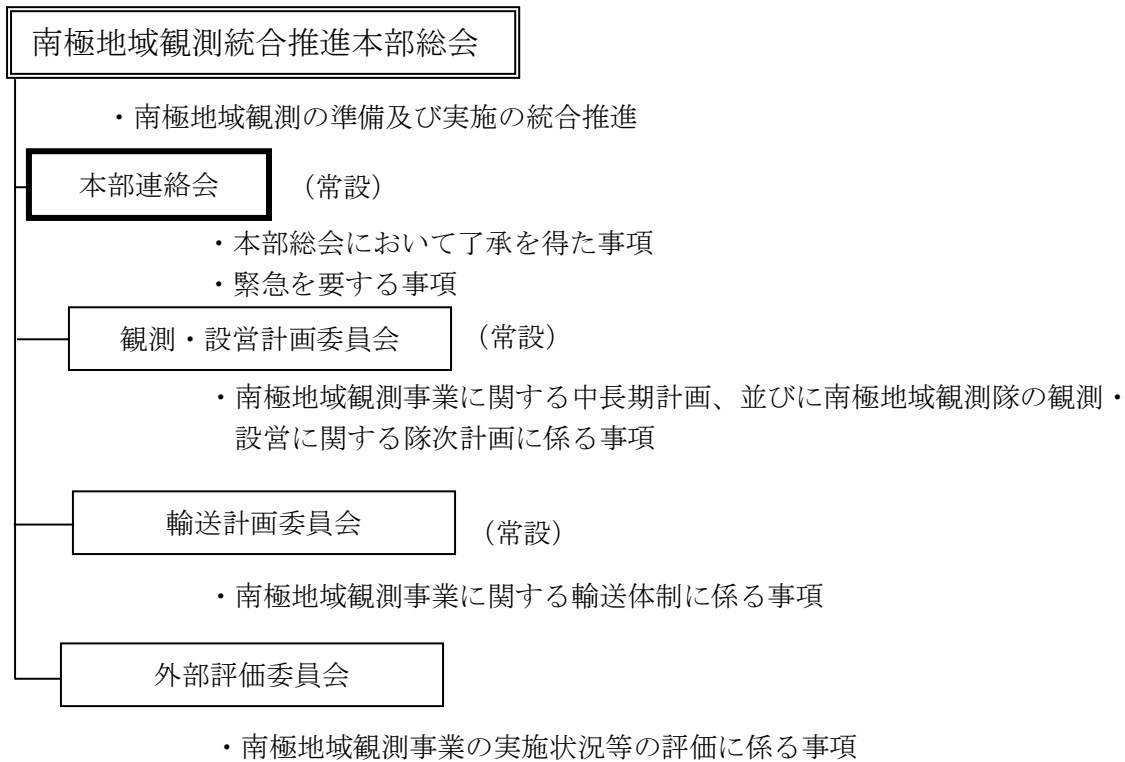 南極地域観測統合推進本部総会
・南極地域観測の準備及び実施の統合推進
本部連絡会 （常設）
・本部総会において了承を得た事項
・緊急を要する事項
観測・設営計画委員会 （常設）
・南極地域観測事業に関する中長期計画、並びに南極地域観測隊の観測・
設営に関する隊次計画に係る事項
輸送計画委員会 （常設）
・南極地域観測事業に関する輸送体制に係る事項
外部評価委員会
・南極地域観測事業の実施状況等の評価に係る事項